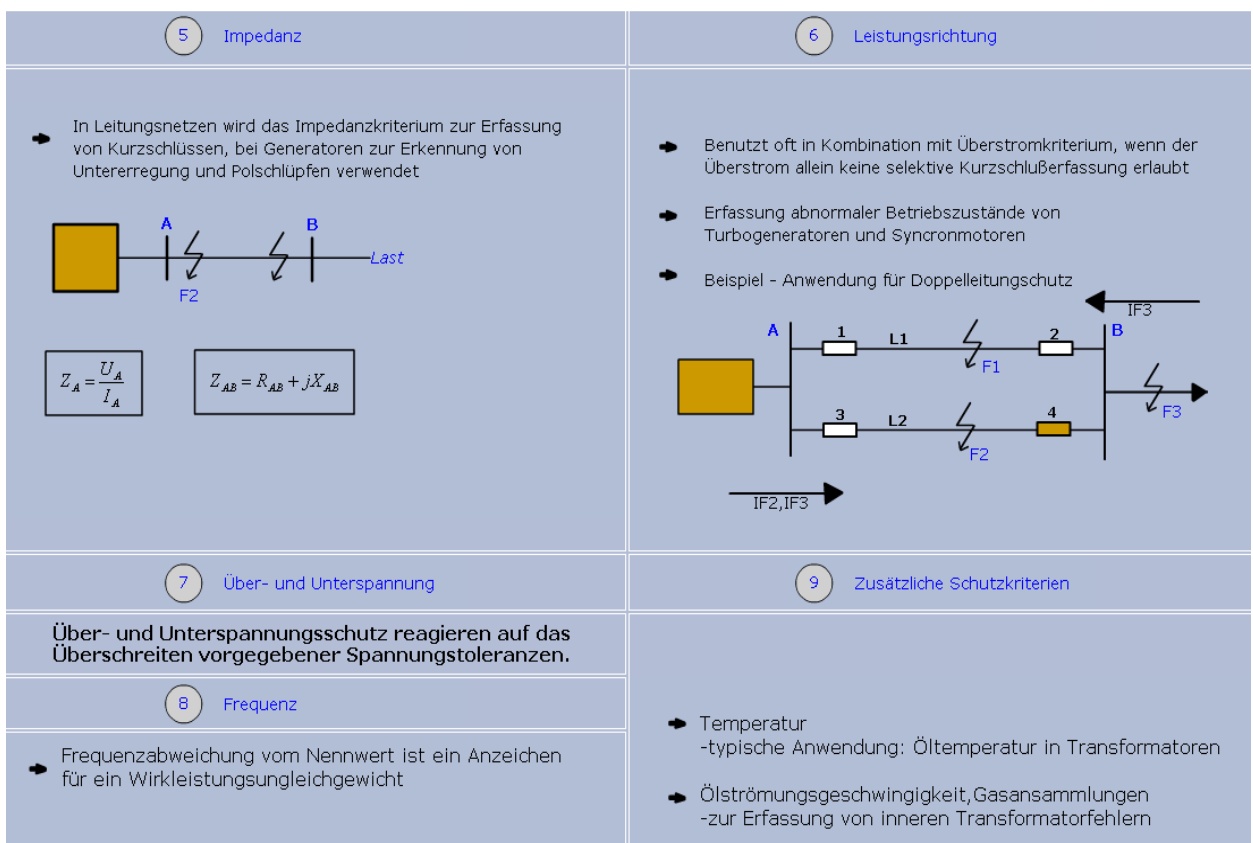 5 Impedanz
In Leitungsnetzen wird das Impedanzkriterium zur Erfassung
von Kurzschlüssen, bei Generatoren zur Erkennung von
Untererregung und Polschlüpfen verwendet
A
B
Last
F2
Z_A = U_A / I_A
Z_AB = R_AB + jX_AB
6 Leistungsrichtung
Benutzt oft in Kombination mit Überstromkriterium, wenn der
Überstrom allein keine selektive Kurzschlußerfassung erlaubt
Erfassung abnormaler Betriebszustände von
Turbogeneratoren und Syncronmotoren
Beispiel - Anwendung für Doppelleitungschutz
IF3
A
1
L1
2
B
F1
3
L2
4
F3
F2
IF2,IF3
7 Über- und Unterspannung
Über- und Unterspannungsschutz reagieren auf das
Überschreiten vorgegebener Spannungstoleranzen.
8 Frequenz
Frequenzabweichung vom Nennwert ist ein Anzeichen
für ein Wirkleistungsungleichgewicht
9 Zusätzliche Schutzkriterien
Temperatur
-typische Anwendung: Öltemperatur in Transformatoren
Ölströmungsgeschwingigkeit,Gasansammlungen
-zur Erfassung von inneren Transformatorfehlern